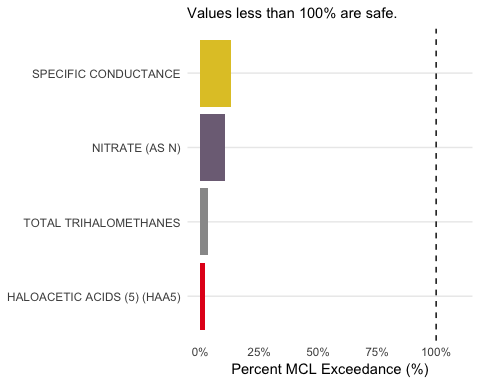 Values less than 100% are safe.
SPECIFIC CONDUCTANCE
NITRATE (AS N)
TOTAL TRIHALOMETHANES
HALOACETIC ACIDS (5) (HAA5)
0% 25% 50% 75% 100%
Percent MCL Exceedance (%)